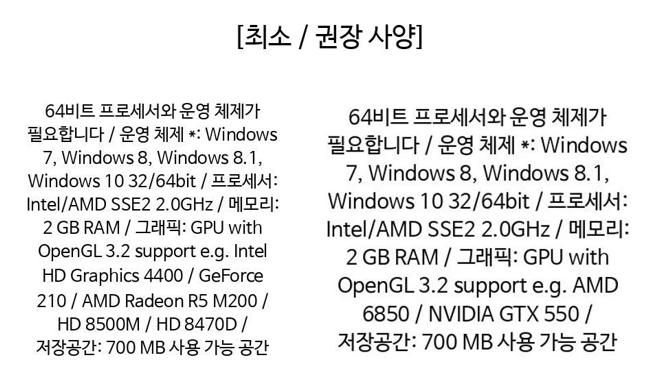 [최소 / 권장 사양]
64비트 프로세서와 운영 체제가
필요합니다 / 운영 체제 *: Windows
7, Windows 8, Windows 8.1,
Windows 10 32/64bit / 프로세서:
Intel/AMD SSE2 2.0GHz / 메모리:
2 GB RAM / 그래픽: GPU with
OpenGL 3.2 support e.g. Intel
HD Graphics 4400 / GeForce
210 / AMD Radeon R5 M200 /
HD 8500M / HD 8470D /
저장공간: 700 MB 사용 가능 공간
64비트 프로세서와 운영 체제가
필요합니다 / 운영 체제 *: Windows
7, Windows 8, Windows 8.1,
Windows 10 32/64bit / 프로세서:
Intel/AMD SSE2 2.0GHz / 메모리:
2 GB RAM / 그래픽: GPU with
OpenGL 3.2 support e.g. AMD
6850 / NVIDIA GTX 550 /
저장공간: 700 MB 사용 가능 공간